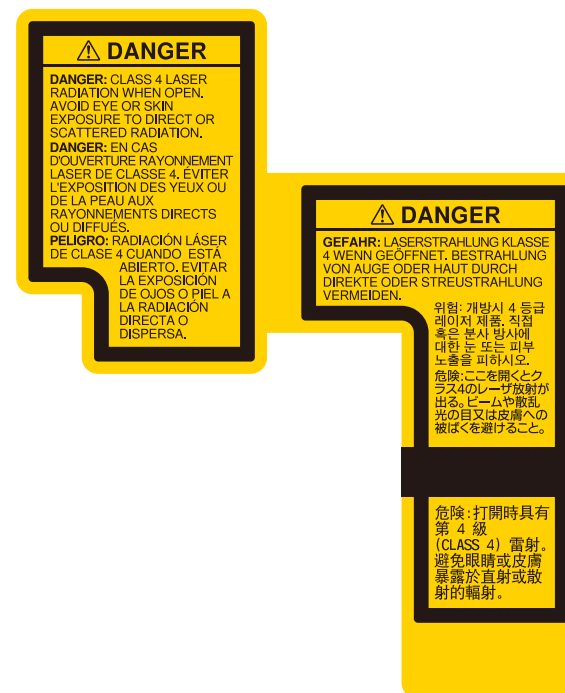 ⚠ DANGER
DANGER: CLASS 4 LASER
RADIATION WHEN OPEN.
AVOID EYE OR SKIN
EXPOSURE TO DIRECT OR
SCATTERED RADIATION.
DANGER: EN CAS
D'OUVERTURE RAYONNEMENT
LASER DE CLASSE 4. ÉVITER
L'EXPOSITION DES YEUX OU
DE LA PEAU AUX
RAYONNEMENTS DIRECTS
OU DIFFUÉS.
PELIGRO: RADIACIÓN LÁSER
DE CLASE 4 CUANDO ESTÁ
ABIERTO. EVITAR
LA EXPOSICIÓN
DE OJOS O PIEL A
LA RADIACIÓN
DIRECTA O
DISPERSA.
⚠ DANGER
GEFAHR: LASERSTRAHLUNG KLASSE
4 WENN GEÖFFNET. BESTRAHLUNG
VON AUGE ODER HAUT DURCH
DIREKTE ODER STREUSTRAHLUNG
VERMEIDEN.
위험: 개방시 4 등급
레이저 제품. 직접
혹은 분사 방사에
대한 눈 또는 피부
노출을 피하시오.
危険:ここを開くとク
ラス4のレーザ放射が
出る。ビームや散乱
光の目又は皮膚への
被ばくを避けること。
危険:打開時具有
第 4 級
(CLASS 4) 雷射。
避免眼睛或皮膚
暴露於直射或散
射的輻射。